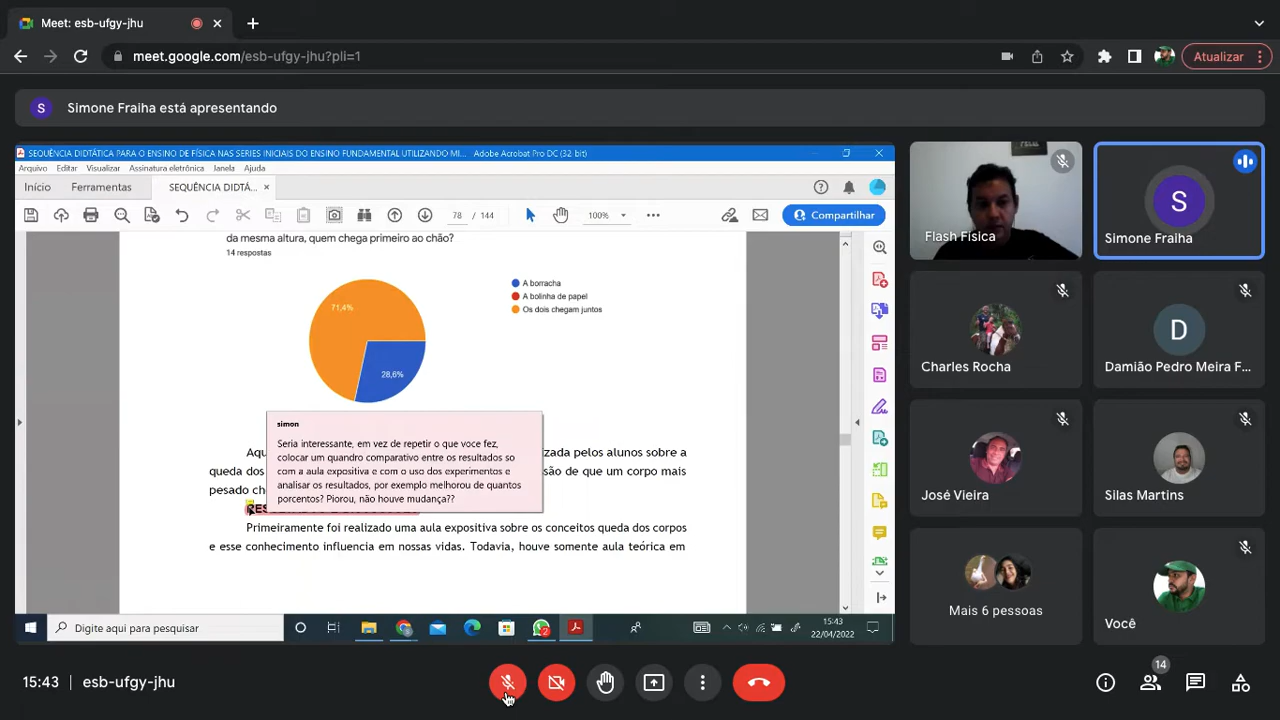 Meet: esb-ufgy-jhu
meet.google.com/esb-ufgy-jhu?pli=1
Atualizar
S
Simone Fraiha está apresentando
SEQUÊNCIA DIDTÁTICA PARA O ENSINO DE FÍSICA NAS SERIES INICIAIS DO ENSINO FUNDAMENTAL UTILIZANDO MI... - Adobe Acrobat Pro DC (32-bit)
Arquivo Editar Visualizar Assinatura eletrônica Janela Ajuda
Início Ferramentas SEQUÊNCIA DIDTÁ...
78 / 144 100% Compartilhar
da mesma altura, quem chega primeiro ao chão?
14 respostas
71,4%
28,6%
A borracha
A bolinha de papel
Os dois chegam juntos
simon
Seria interessante, em vez de repetir o que voce fez,
colocar um quandro comparativo entre os resultados so
com a aula expositiva e com o uso dos experimentos e
analisar os resultados, por exemplo melhorou de quantos
porcentos? Piorou, não houve mudança??
Aqu
izada pelos alunos sobre a
queda dos
são de que um corpo mais
pesado ch
Primeiramente foi realizado uma aula expositiva sobre os conceitos queda dos corpos
e esse conhecimento influencia em nossas vidas. Todavia, houve somente aula teórica em
Digite aqui para pesquisar
15:43
22/04/2022
Flash Física
S
Simone Fraiha
Charles Rocha
D
Damião Pedro Meira F...
José Vieira
Silas Martins
Mais 6 pessoas
Você
15:43 | esb-ufgy-jhu
14